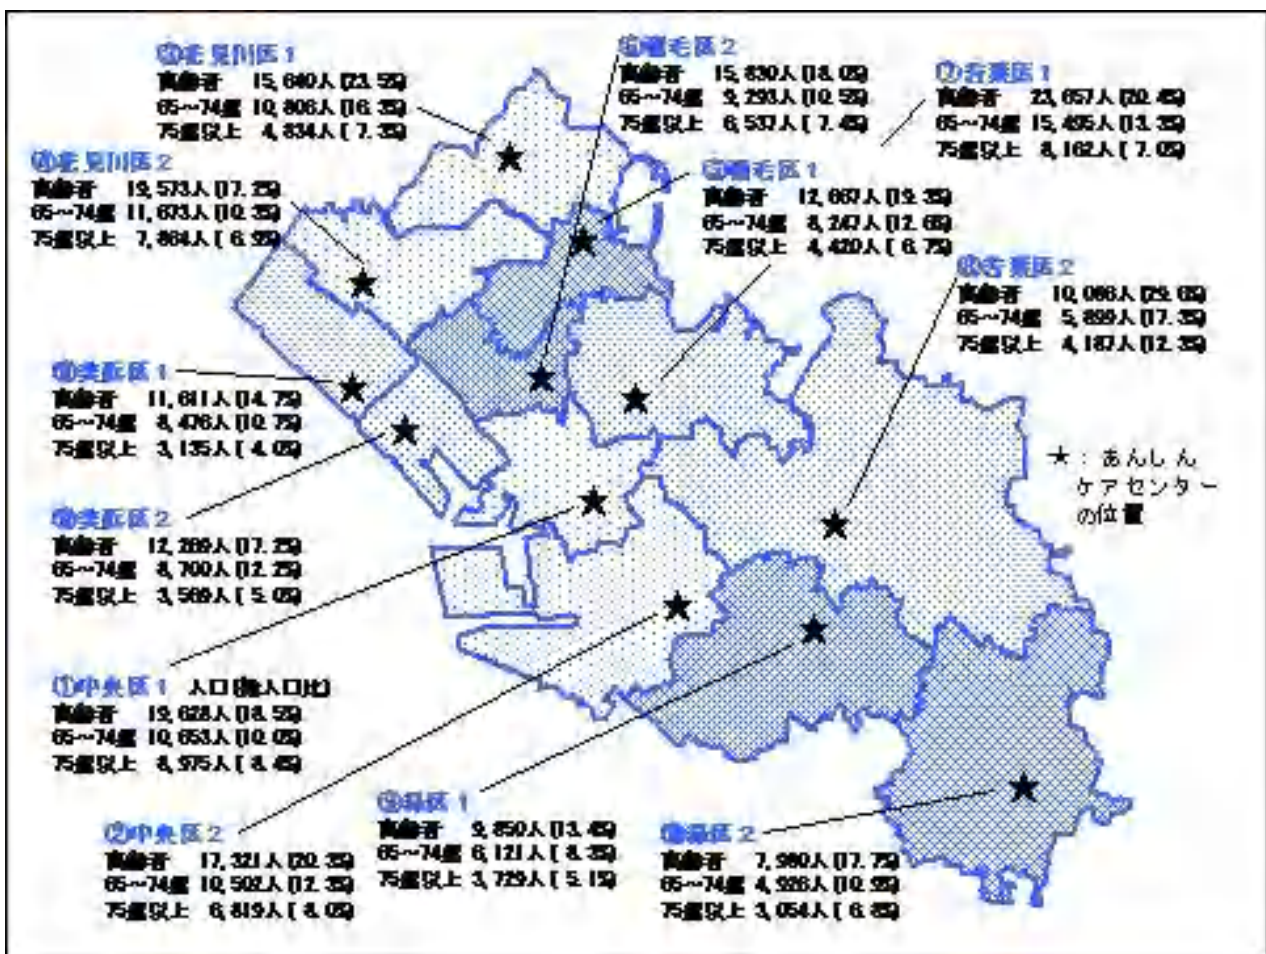 ③花見川区1
高齢者 15,640人(23.5%)
65〜74歳 10,806人(16.3%)
75歳以上 4,834人( 7.3%)
④花見川区2
高齢者 19,573人(17.2%)
65〜74歳 11,673人(10.3%)
75歳以上 7,864人( 6.9%)
⑥稲毛区2
高齢者 15,830人(18.0%)
65〜74歳 9,293人(10.5%)
75歳以上 6,537人( 7.4%)
⑦若葉区1
高齢者 23,657人(20.4%)
65〜74歳 15,495人(13.3%)
75歳以上 8,162人( 7.0%)
⑤稲毛区1
高齢者 12,667人(19.3%)
65〜74歳 8,247人(12.6%)
75歳以上 4,420人( 6.7%)
⑧若葉区2
高齢者 10,086人(29.6%)
65〜74歳 5,899人(17.3%)
75歳以上 4,187人(12.3%)
美浜区1
高齢者 11,611人(14.7%)
65〜74歳 8,476人(10.7%)
75歳以上 3,135人( 4.0%)
★:あんしん
ケアセンター
の位置
美浜区2
高齢者 12,269人(17.2%)
65〜74歳 8,700人(12.2%)
75歳以上 3,569人( 5.0%)
①中央区1 人口(総人口比)
高齢者 19,628人(18.5%)
65〜74歳 10,653人(10.0%)
75歳以上 8,975人( 8.4%)
②中央区2
高齢者 17,321人(20.3%)
65〜74歳 10,502人(12.3%)
75歳以上 6,819人( 8.0%)
⑨緑区1
高齢者 9,850人(13.4%)
65〜74歳 6,121人( 8.3%)
75歳以上 3,729人( 5.1%)
緑区2
高齢者 7,980人(17.7%)
65〜74歳 4,926人(10.9%)
75歳以上 3,054人( 6.8%)